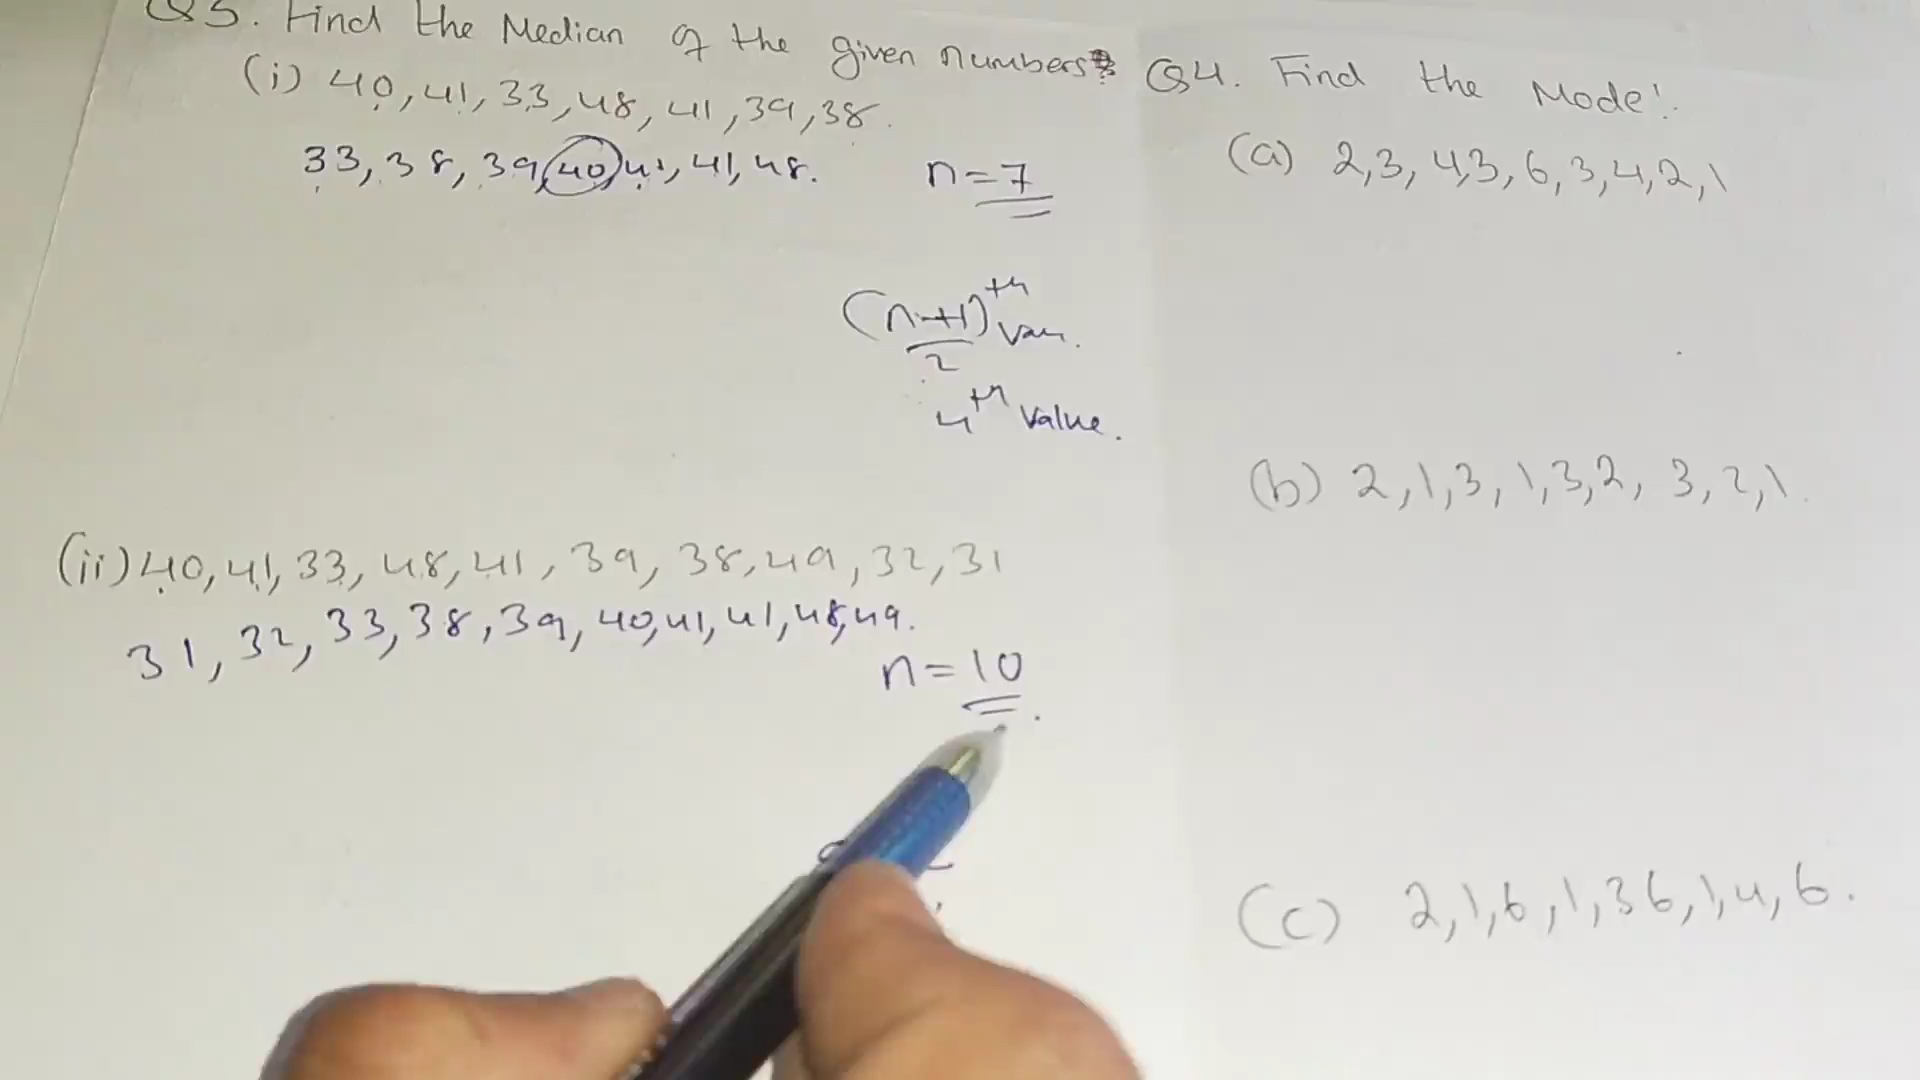 Q3. Find the Median of the given numbers
(i) 40, 41, 33, 48, 41, 39, 38.
33, 38, 39, 40, 41, 41, 48.
n=7
(n+1)th
2
4th value.
(ii) 40, 41, 33, 48, 41, 39, 38, 49, 32, 31
31, 32, 33, 38, 39, 40, 41, 41, 48, 49.
n=10
Q4. Find the Mode!
(a) 2,3, 4,3, 6, 3, 4, 2, 1
(b) 2, 1, 3, 1, 3, 2, 3, 2, 1.
(c) 2, 1, 6, 1, 3 6, 1, 4, 6.